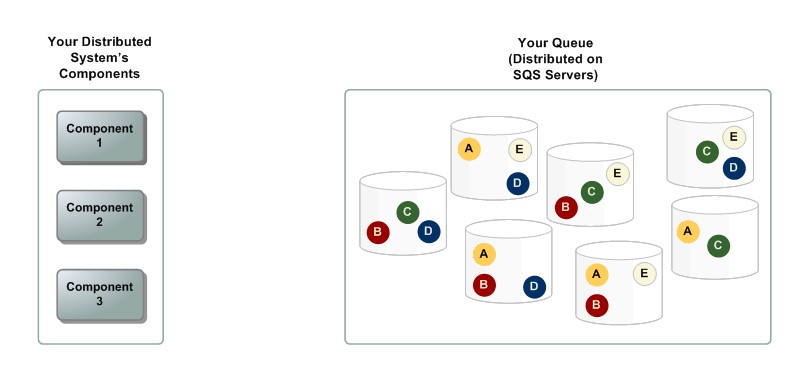 Your Distributed
System's
Components
Component
1
Component
2
Component
3
Your Queue
(Distributed on
SQS Servers)
A
E
D
C
B
D
E
C
B
E
C
D
A
B
D
A
E
B
A
C